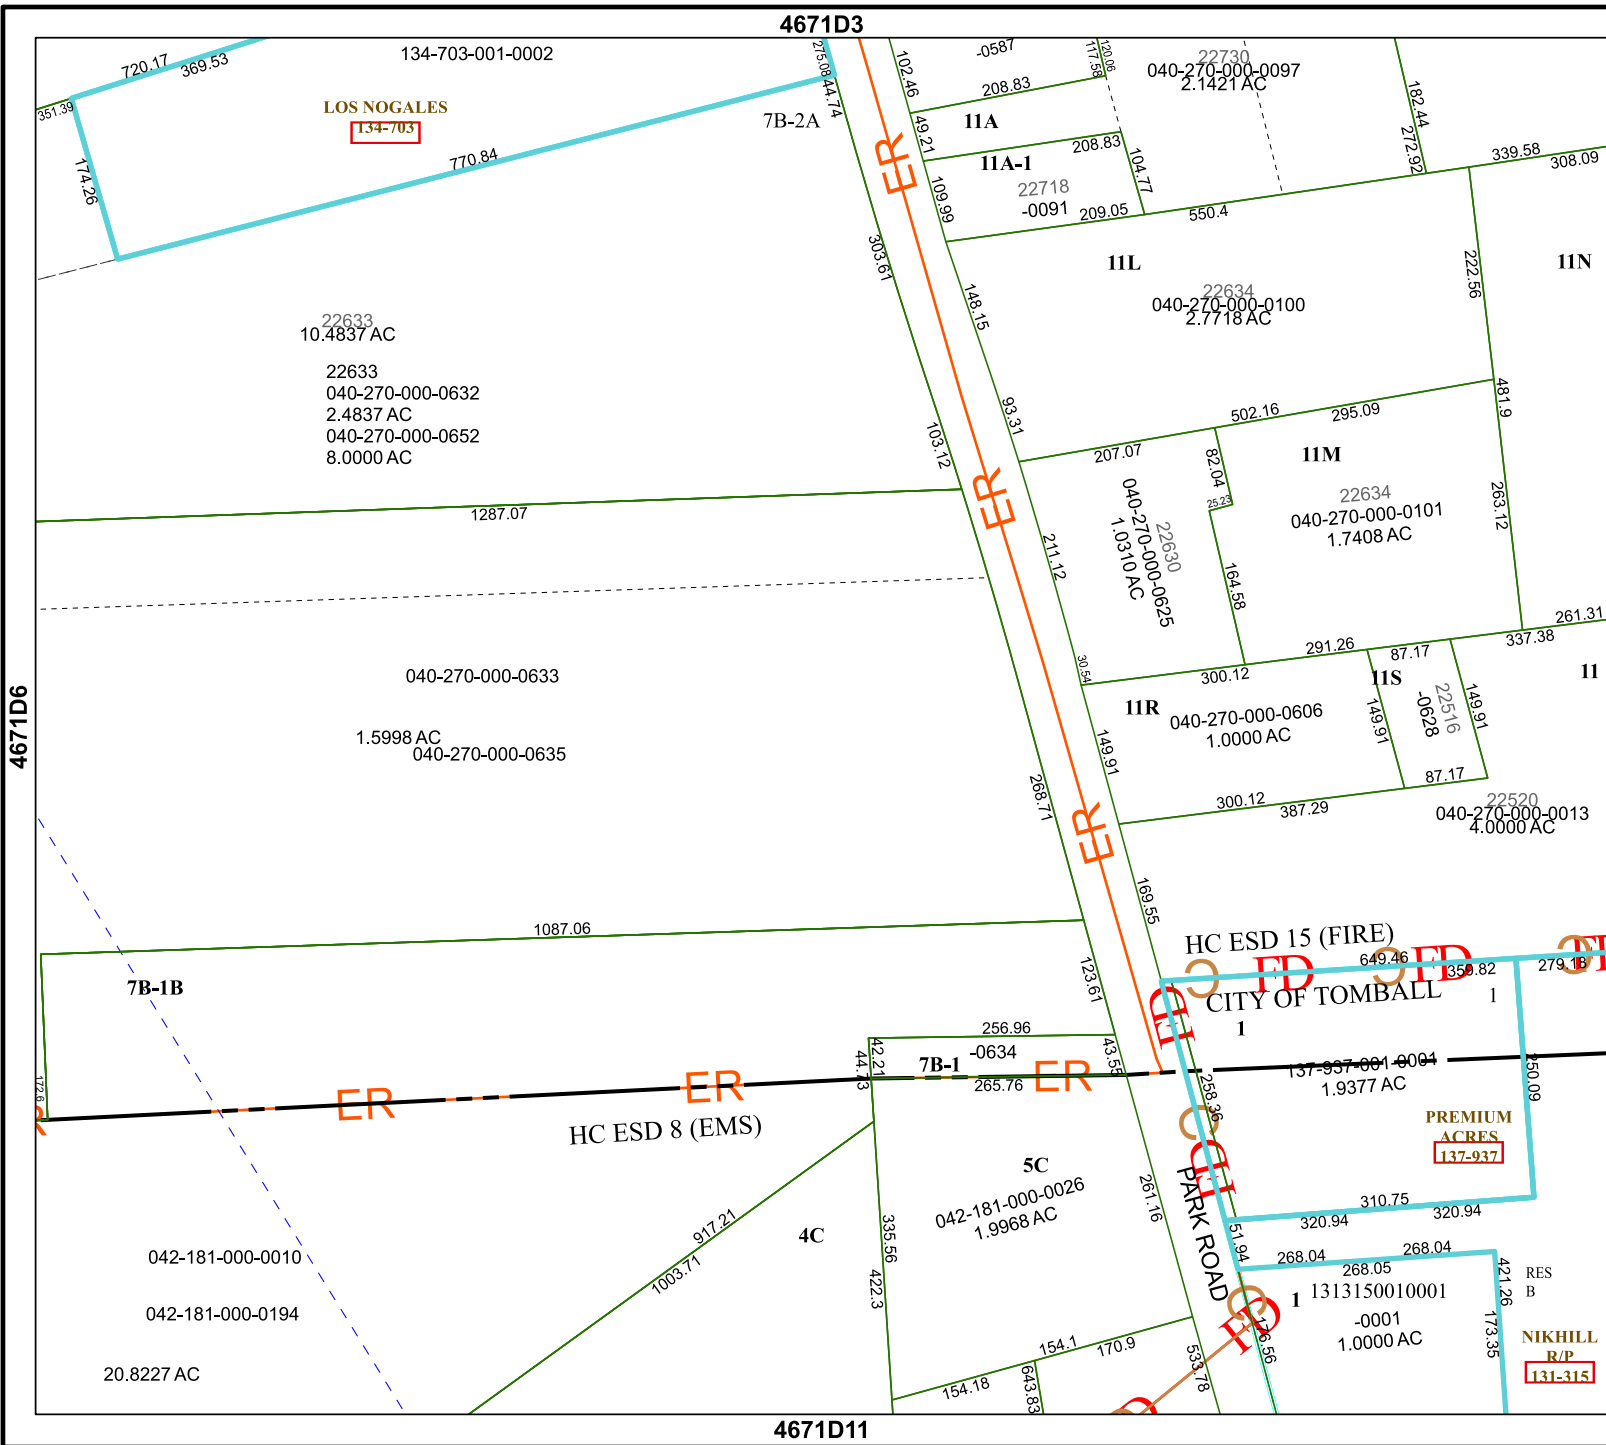 4671D3
720.17
369.53
134-703-001-0002
351.39
LOS NOGALES
134-703
174.26
770.84
275.08
44.74
7B-2A
102.46
-0587
117.58
120.06
208.83
22730
040-270-000-0097
2.1421 AC
182.44
272.92
339.58
308.09
49.21
11A
208.83
11A-1
104.77
ER
109.99
22718
-0091
209.05
550.4
303.61
11L
222.56
11N
148.15
22634
040-270-000-0100
2.7718 AC
22633
10.4837 AC
22633
040-270-000-0632
2.4837 AC
040-270-000-0652
8.0000 AC
93.31
103.12
502.16
295.09
481.9
207.07
82.04
11M
25.23
22634
040-270-000-0101
1.7408 AC
263.12
1287.07
ER
211.12
22630
040-270-000-0625
1.0310 AC
164.58
261.31
337.38
291.26
87.17
30.54
300.12
040-270-000-0633
4671D6
1.5998 AC
040-270-000-0635
11R
040-270-000-0606
1.0000 AC
11S
11
149.91
149.91
22516
-0628
149.91
268.71
ER
87.17
300.12
387.29
22520
040-270-000-0013
4.0000 AC
169.55
1087.06
HC ESD 15 (FIRE)
649.46
359.82
279.18
C
FD
C
FD
C
FD
CITY OF TOMBALL
1
1
7B-1B
123.61
FD
256.96
-0634
7B-1
43.55
42.21
44.73
265.76
ER
ER
ER
ER
172.6
137-937-001-0001
1.9377 AC
258.36
250.09
HC ESD 8 (EMS)
C
FD
PREMIUM
ACRES
137-937
5C
042-181-000-0026
1.9968 AC
261.16
PARK ROAD
310.75
320.94
320.94
51.94
917.21
1003.71
4C
335.56
422.3
042-181-000-0010
042-181-000-0194
20.8227 AC
268.04
268.04
268.05
421.26
RES
B
C
FD
1
1313150010001
-0001
1.0000 AC
176.56
173.35
NIKHILL
R/P
131-315
154.1
170.9
154.18
643.83
533.78
4671D11